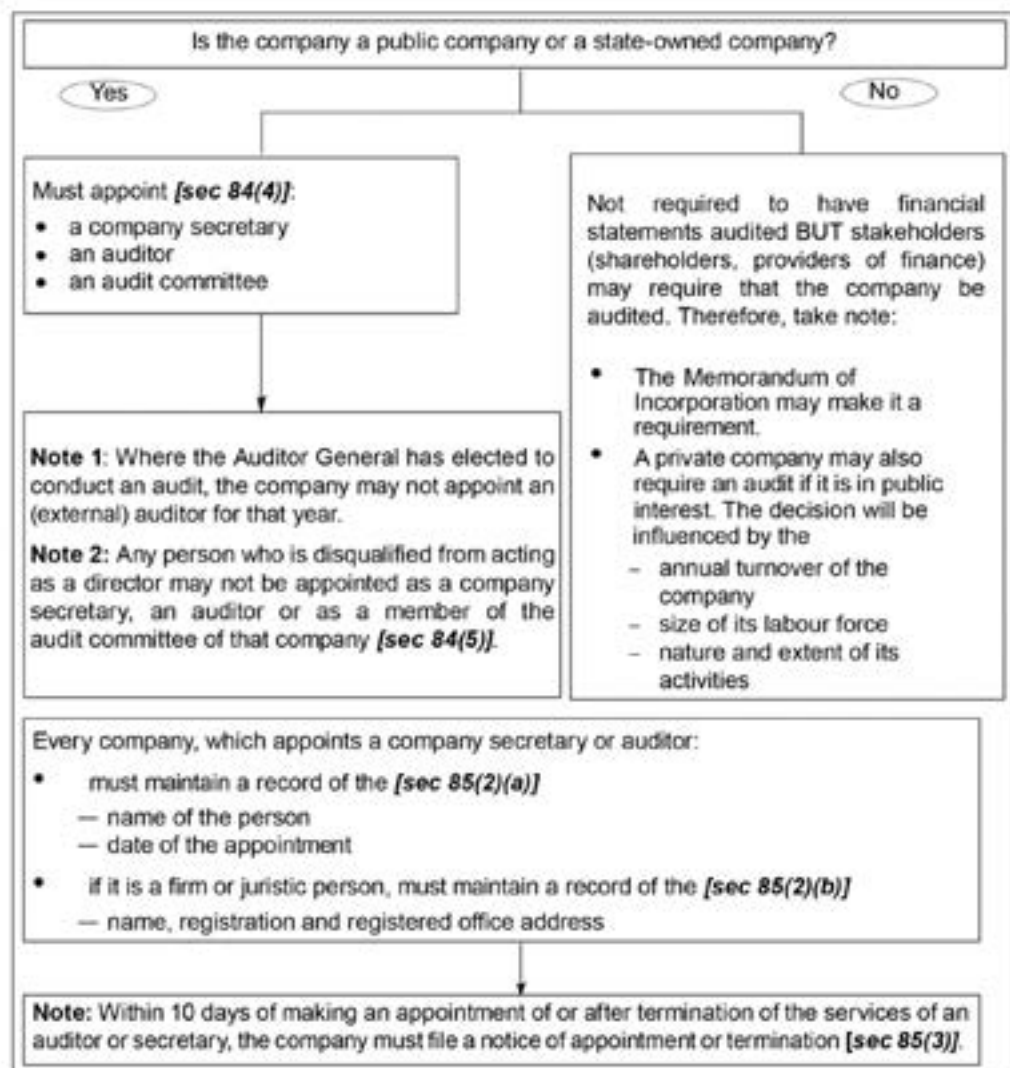 Is the company a public company or a state-owned company?
Yes
No
Must appoint [sec 84(4)]:
• a company secretary
• an auditor
• an audit committee
Note 1: Where the Auditor General has elected to
conduct an audit, the company may not appoint an
(external) auditor for that year.
Note 2: Any person who is disqualified from acting
as a director may not be appointed as a company
secretary, an auditor or as a member of the
audit committee of that company [sec 84(5)].
Not required to have financial
statements audited BUT stakeholders
(shareholders, providers of finance)
may require that the company be
audited. Therefore, take note:
• The Memorandum of
Incorporation may make it a
requirement.
• A private company may also
require an audit if it is in public
interest. The decision will be
influenced by the
– annual turnover of the
company
– size of its labour force
– nature and extent of its
activities
Every company, which appoints a company secretary or auditor:
• must maintain a record of the [sec 85(2)(a)]
— name of the person
— date of the appointment
• if it is a firm or juristic person, must maintain a record of the [sec 85(2)(b)]
— name, registration and registered office address
Note: Within 10 days of making an appointment of or after termination of the services of an
auditor or secretary, the company must file a notice of appointment or termination [sec 85(3)].